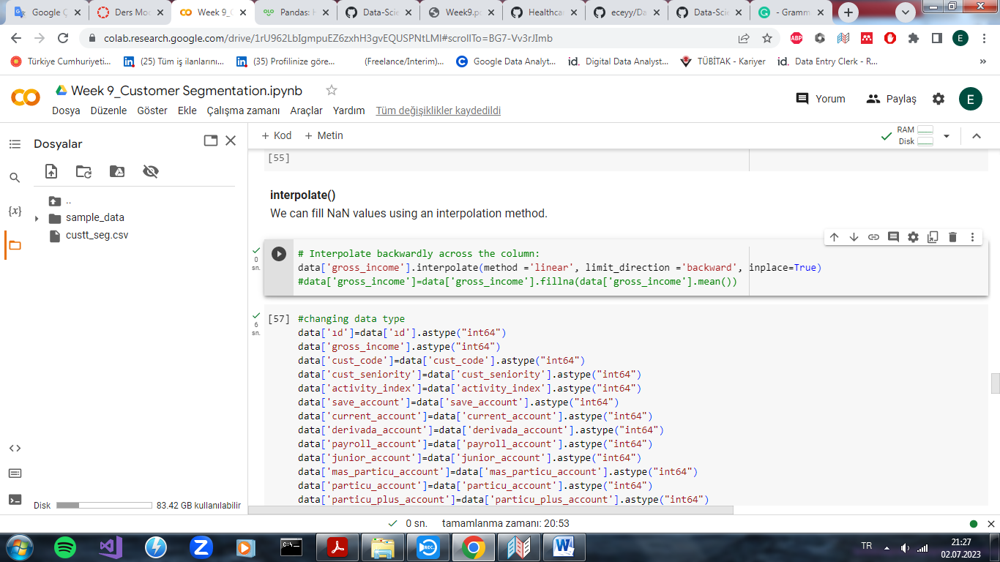 Google Ç
Ders Moc
Week 9_C
Pandas: H
Data-Scie
Week9.pd
Healthcar
eceyy/Da
Data-Scie
- Gramm
colab.research.google.com/drive/1rU962LbIgmpuEZ6zxhH3gvEQUSPNtLMI#scrollTo=BG7-Vv3rJImb
ABP
E
Türkiye Cumhuriyeti...
(25) Tüm iş ilanlarını...
(35) Profilinize göre...
(Freelance/Interim)...
Google Data Analyt...
id. Digital Data Analyst...
TÜBİTAK - Kariyer
id. Data Entry Clerk - R...
»
Week 9_Customer Segmentation.ipynb
Dosya Düzenle Göster Ekle Çalışma zamanı Araçlar Yardım Tüm değişiklikler kaydedildi
Yorum
Paylaş
E
Dosyalar
+ Kod + Metin
RAM
Disk
..
sample_data
custt_seg.csv
{x}
[55]
interpolate()
We can fill NaN values using an interpolation method.
0
sn.
# Interpolate backwardly across the column:
data['gross_income'].interpolate(method ='linear', limit_direction ='backward', inplace=True)
#data['gross_income']=data['gross_income'].fillna(data['gross_income'].mean())
6
sn.
[57] #changing data type
data['ıd']=data['ıd'].astype("int64")
data['gross_income'].astype("int64")
data['cust_code']=data['cust_code'].astype("int64")
data['cust_seniority']=data['cust_seniority'].astype("int64")
data['activity_index']=data['activity_index'].astype("int64")
data['save_account']=data['save_account'].astype("int64")
data['current_account']=data['current_account'].astype("int64")
data['derivada_account']=data['derivada_account'].astype("int64")
data['payroll_account']=data['payroll_account'].astype("int64")
data['junior_account']=data['junior_account'].astype("int64")
data['mas_particu_account']=data['mas_particu_account'].astype("int64")
data['particu_account']=data['particu_account'].astype("int64")
data['particu_plus_account']=data['particu_plus_account'].astype("int64")
<>
Disk
83.42 GB kullanılabilir
0 sn. tamamlanma zamanı: 20:53
C:\
REC
TR
21:27
02.07.2023